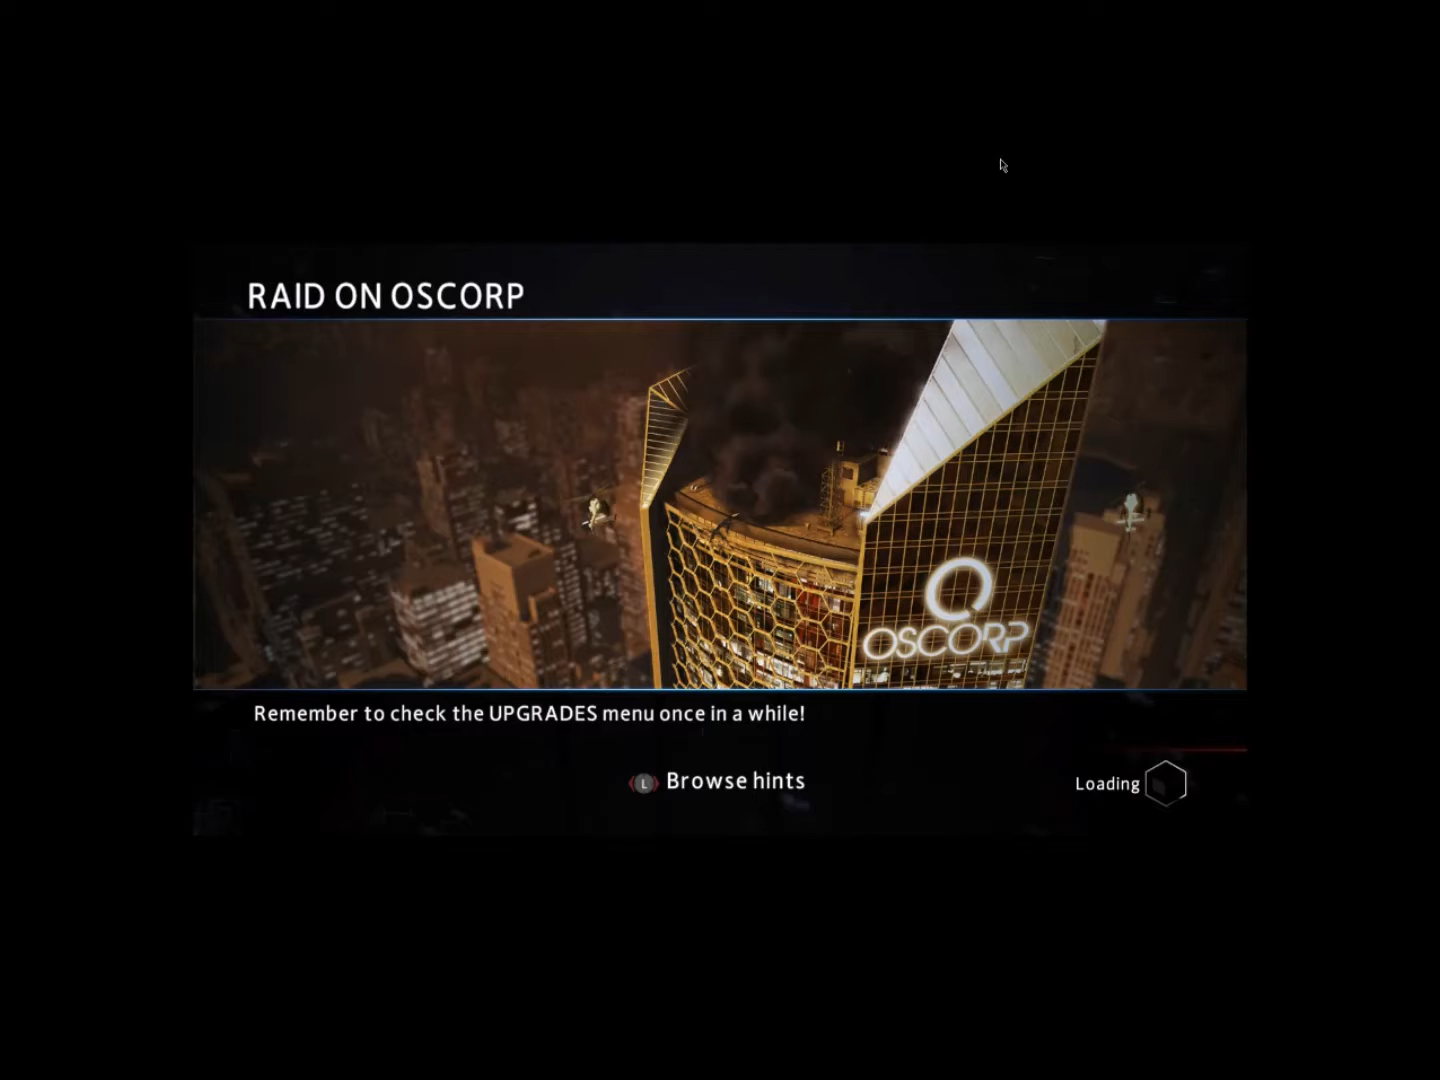 RAID ON OSCORP
OSCORP
Remember to check the UPGRADES menu once in a while!
L Browse hints
Loading